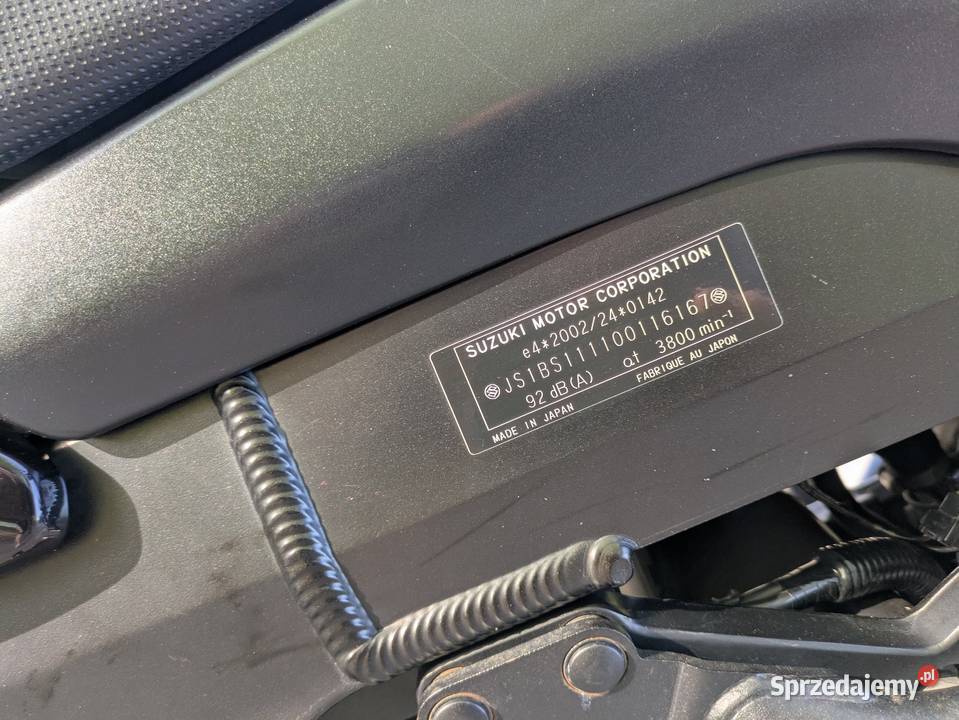 SUZUKI MOTOR CORPORATION
e4*2002/24*0142
JS1BS111100116167
92 dB(A) at 3800 min⁻¹
MADE IN JAPAN FABRIQUE AU JAPON
Sprzedajemy.pl